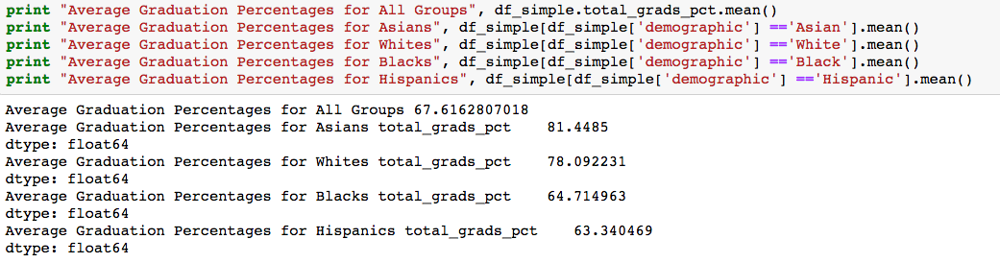 print "Average Graduation Percentages for All Groups", df_simple.total_grads_pct.mean()
print "Average Graduation Percentages for Asians", df_simple[df_simple['demographic'] =='Asian'].mean()
print "Average Graduation Percentages for Whites", df_simple[df_simple['demographic'] =='White'].mean()
print "Average Graduation Percentages for Blacks", df_simple[df_simple['demographic'] =='Black'].mean()
print "Average Graduation Percentages for Hispanics", df_simple[df_simple['demographic'] =='Hispanic'].mean()
Average Graduation Percentages for All Groups 67.6162807018
Average Graduation Percentages for Asians total_grads_pct    81.4485
dtype: float64
Average Graduation Percentages for Whites total_grads_pct    78.092231
dtype: float64
Average Graduation Percentages for Blacks total_grads_pct    64.714963
dtype: float64
Average Graduation Percentages for Hispanics total_grads_pct    63.340469
dtype: float64